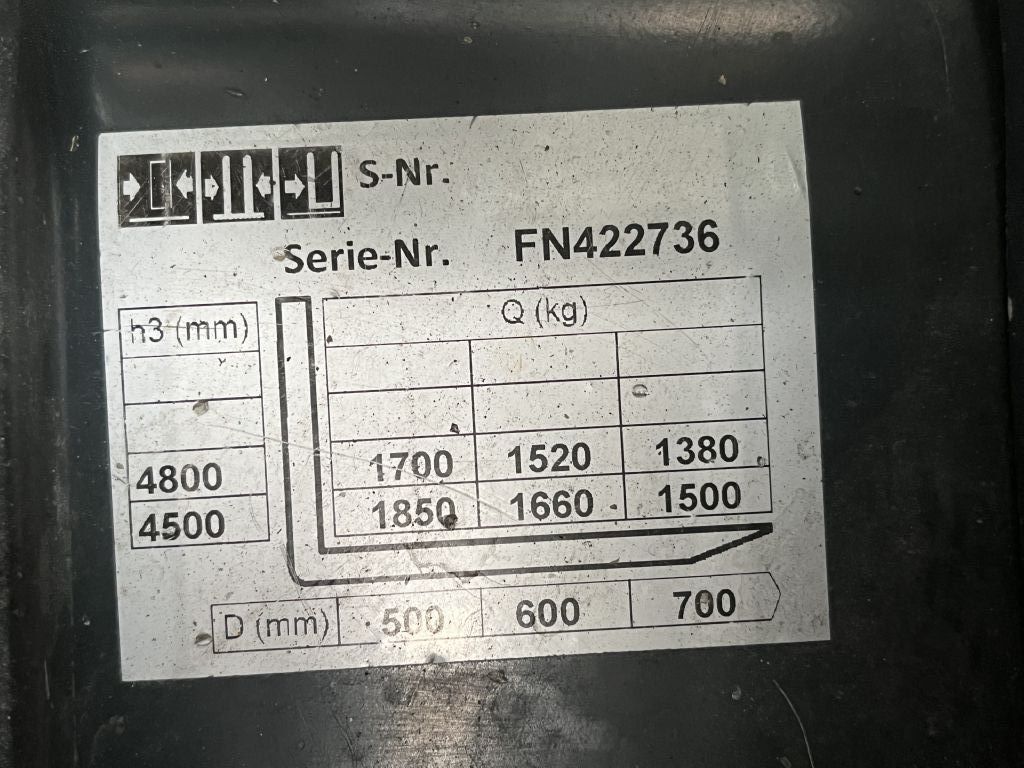 S-Nr.
Serie-Nr. FN422736
h3 (mm) Q (kg)
4800 1700 1520 1380
4500 1850 1660 1500
D (mm) 500 600 700